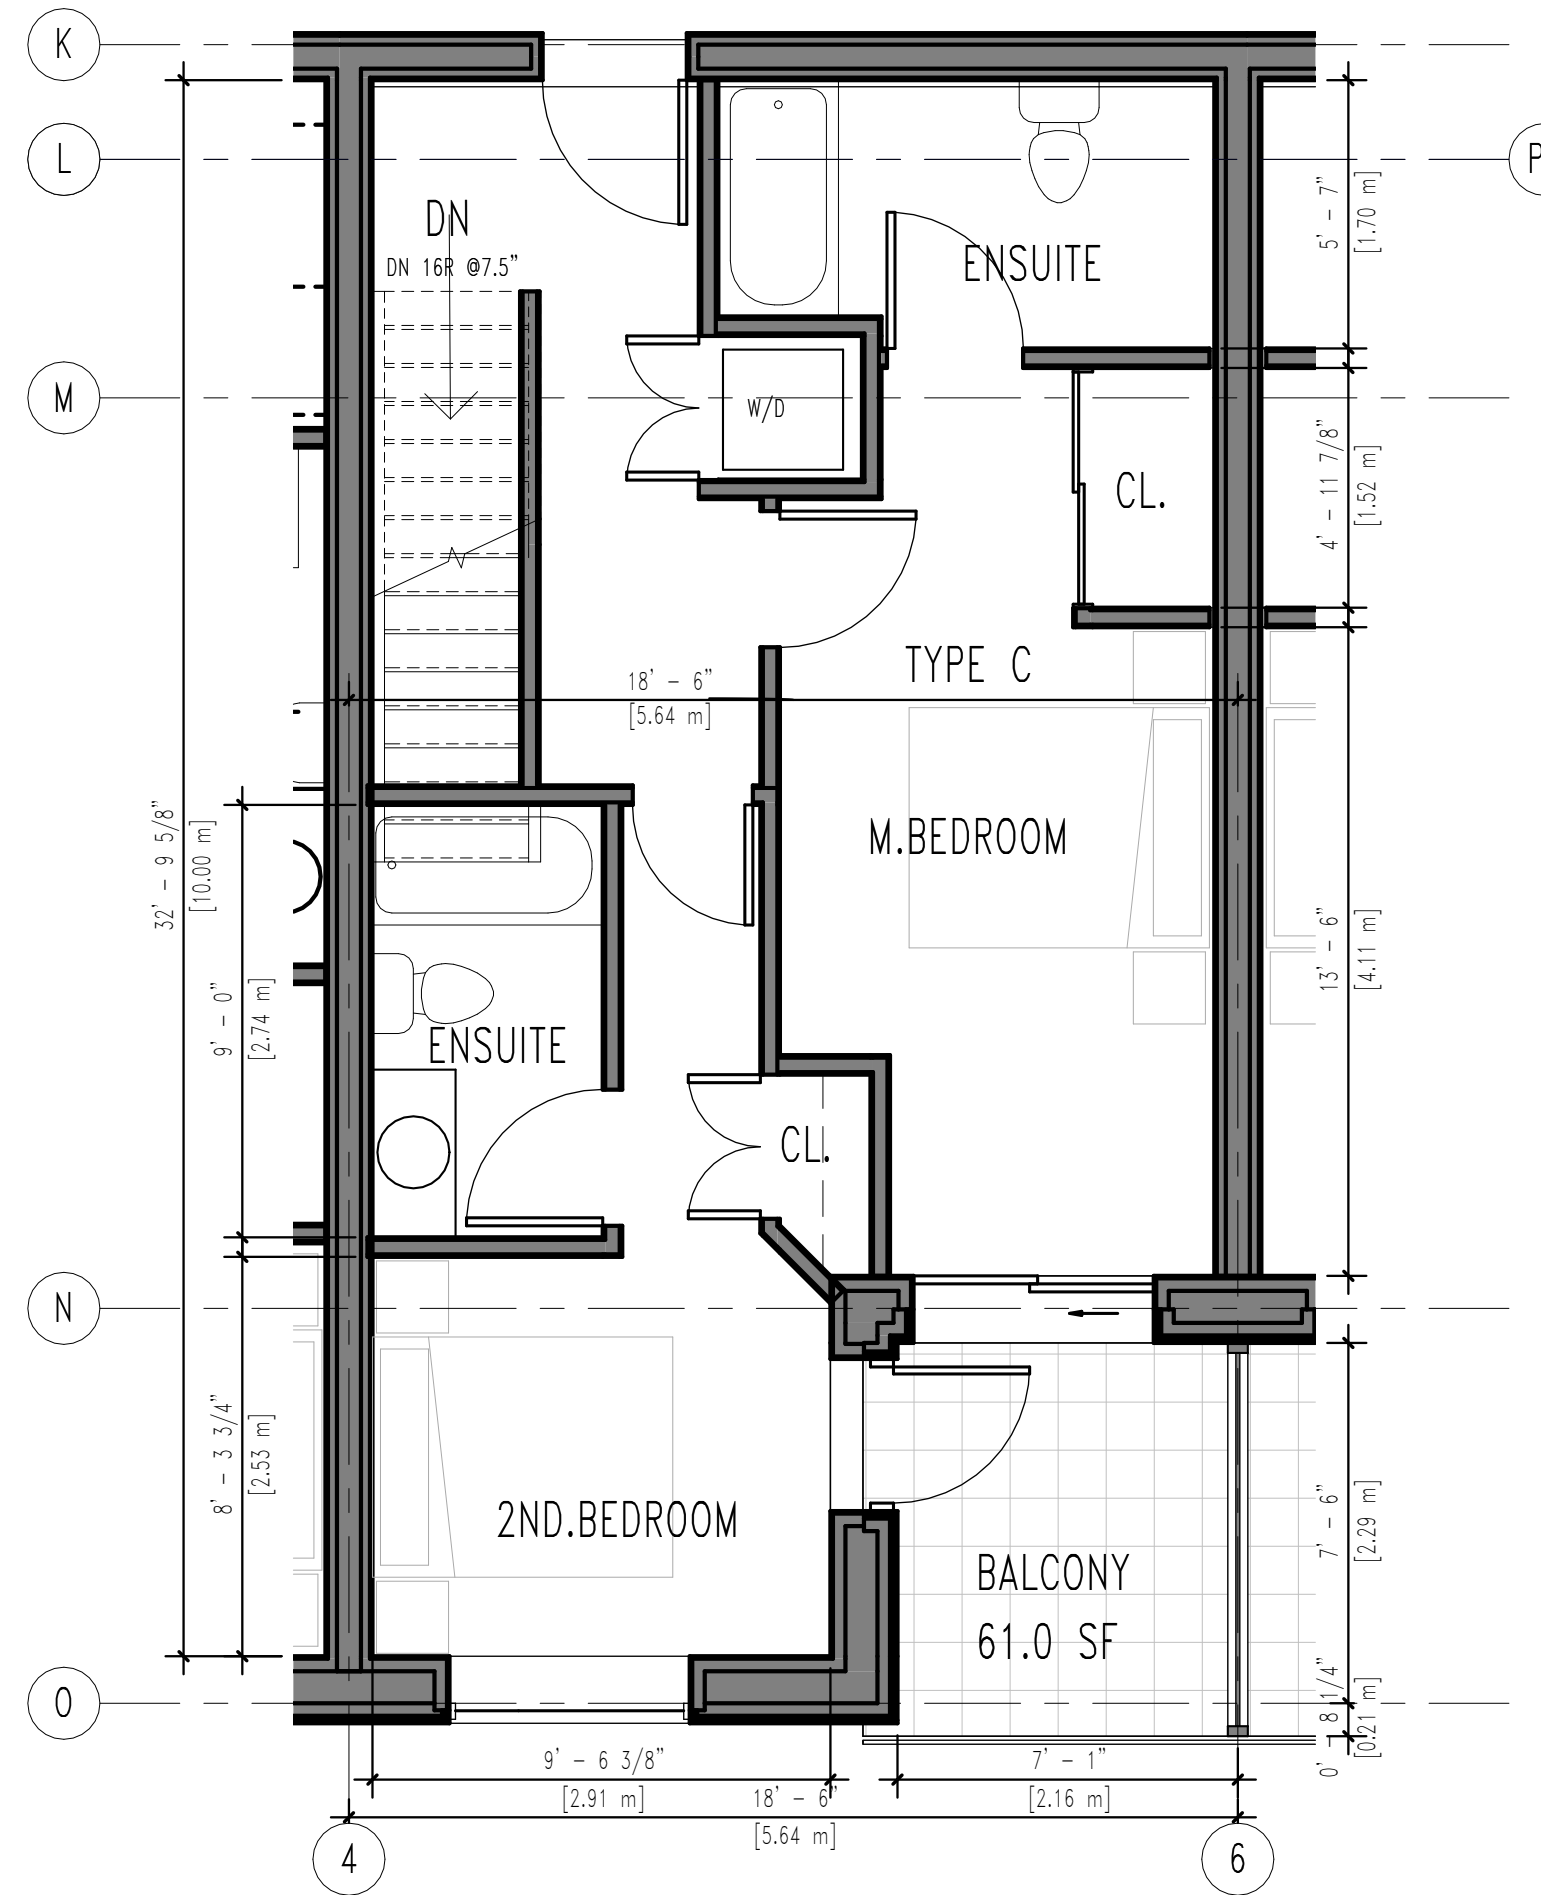 K
L
P
DN
DN 16R @7.5"
ENSUITE
5' - 7"
[1.70 m]
M
W/D
CL.
4' - 11 7/8"
[1.52 m]
TYPE C
18' - 6"
[5.64 m]
M.BEDROOM
32' - 9 5/8"
[10.00 m]
9' - 0"
[2.74 m]
13' - 6"
[4.11 m]
ENSUITE
CL.
N
8' - 3 3/4"
[2.53 m]
2ND.BEDROOM
7' - 6"
[2.29 m]
BALCONY
61.0 SF
O
0' - 8 1/4"
[0.21 m]
9' - 6 3/8"
[2.91 m]
7' - 1"
[2.16 m]
18' - 6"
[5.64 m]
4
6